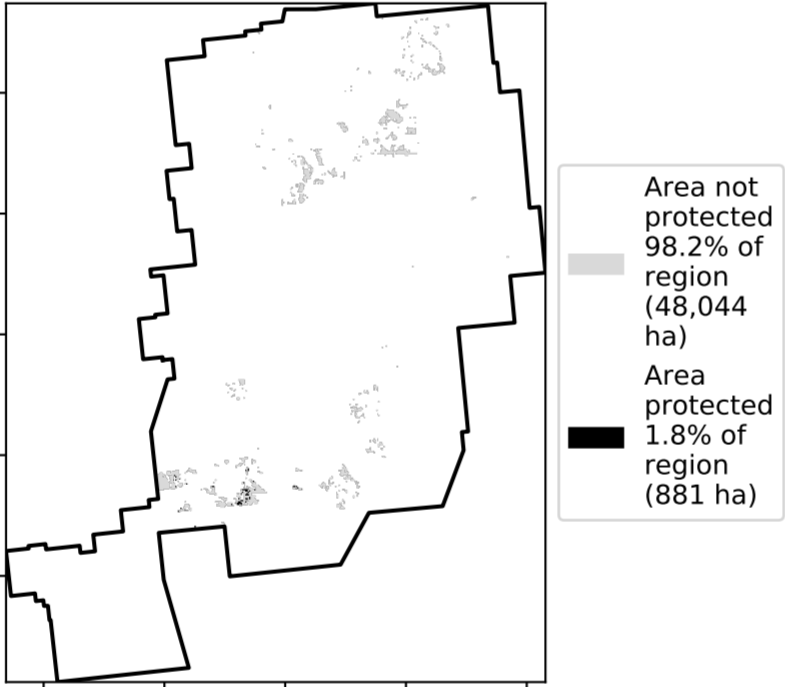 Area not
protected
98.2% of
region
(48,044
ha)
Area
protected
1.8% of
region
(881 ha)